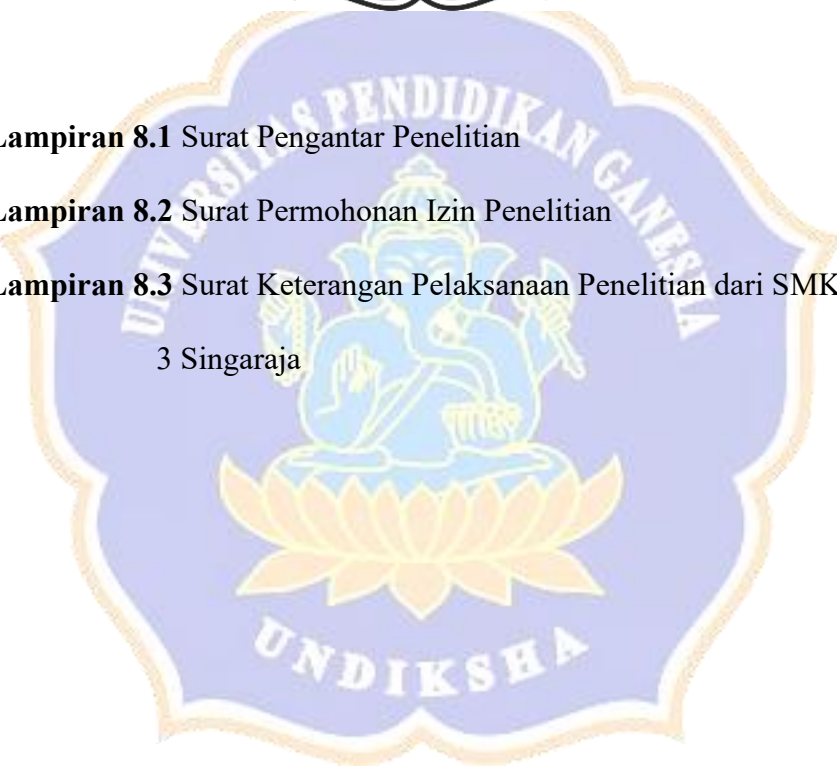 Lampiran 8.1 Surat Pengantar Penelitian
Lampiran 8.2 Surat Permohonan Izin Penelitian
Lampiran 8.3 Surat Keterangan Pelaksanaan Penelitian dari SMK
3 Singaraja
UNIVERSITAS PENDIDIKAN GANESHA
UNDIKSHA